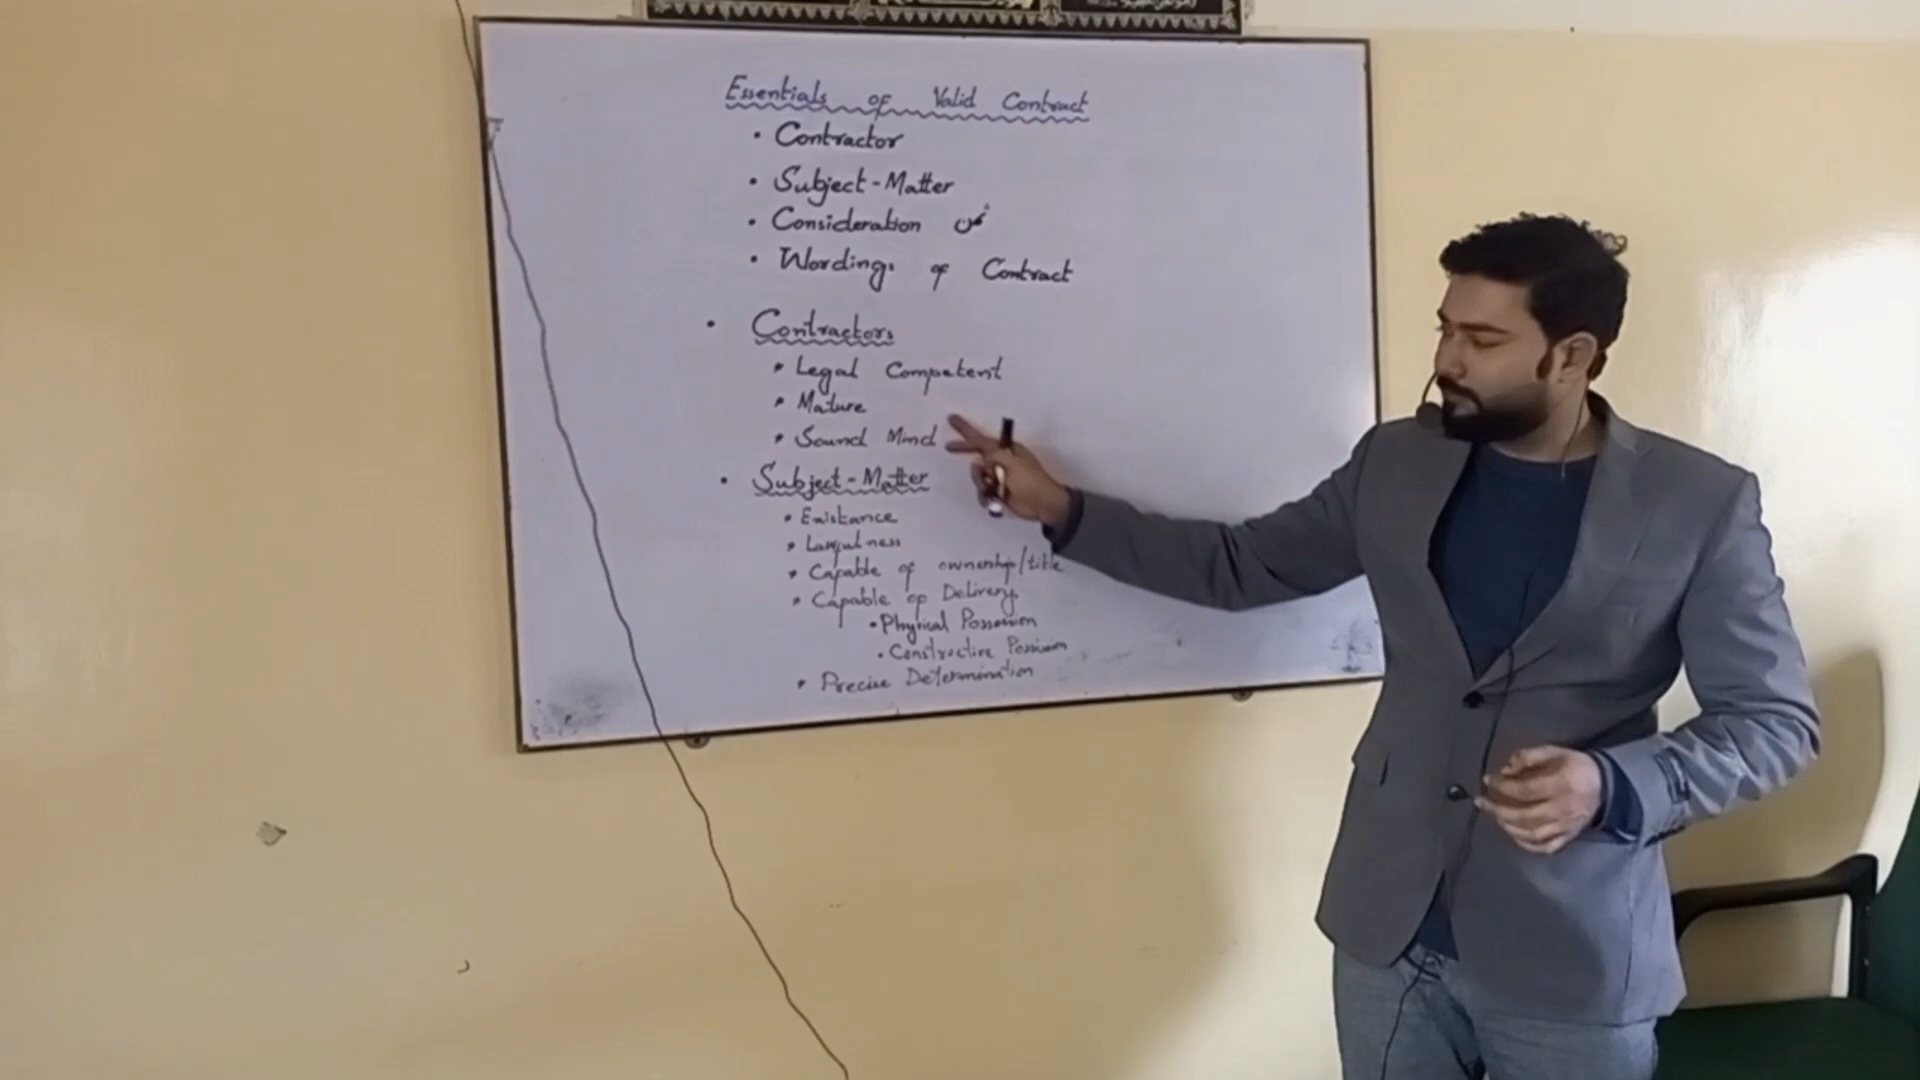 Essentials of Valid Contract
• Contractor
• Subject-Matter
• Consideration ثمن
• Wordings of Contract
• Contractors
* Legal Competent
* Mature
* Sound Mind
• Subject-Matter
* Existance
* Lawfulness
* Capable of ownership/title
* Capable of Delivery
• Physical Possession
• Constructive Possession
* Precise Determination